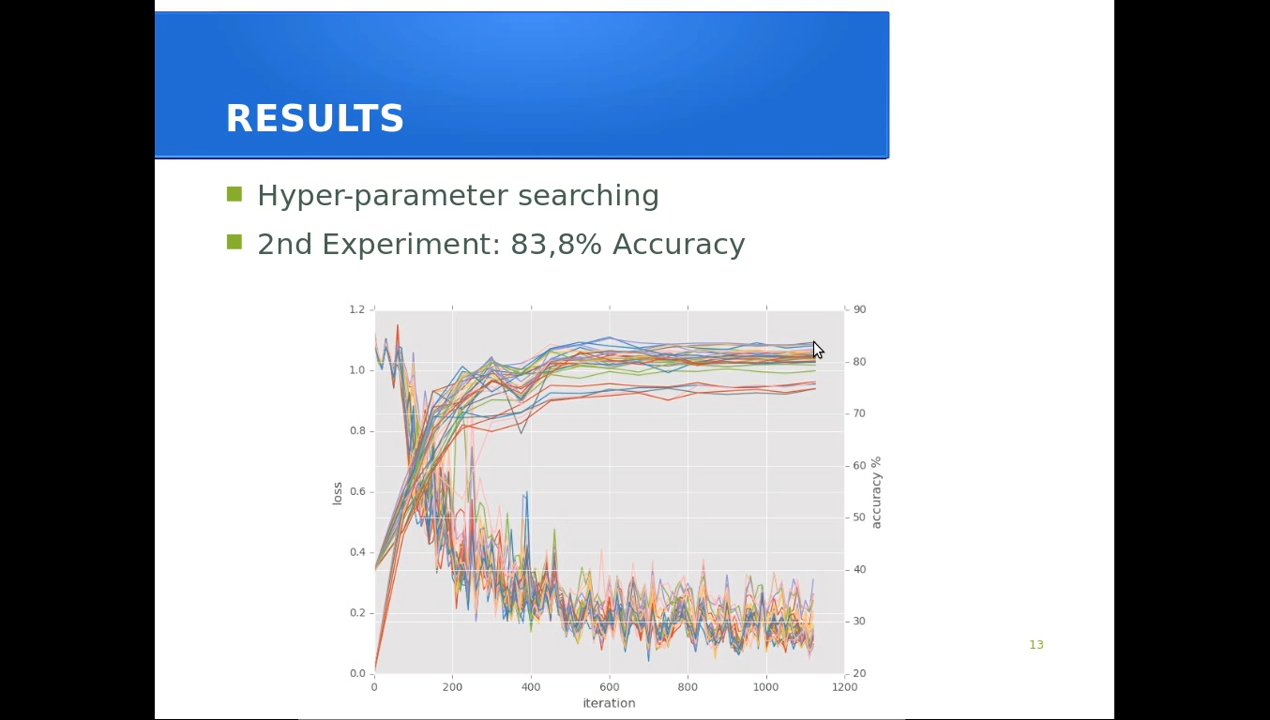 RESULTS
Hyper-parameter searching
2nd Experiment: 83,8% Accuracy
1.2
1.0
0.8
0.6
0.4
0.2
0.0
loss
90
80
70
60
50
40
30
20
accuracy %
0 200 400 600 800 1000 1200
iteration
13